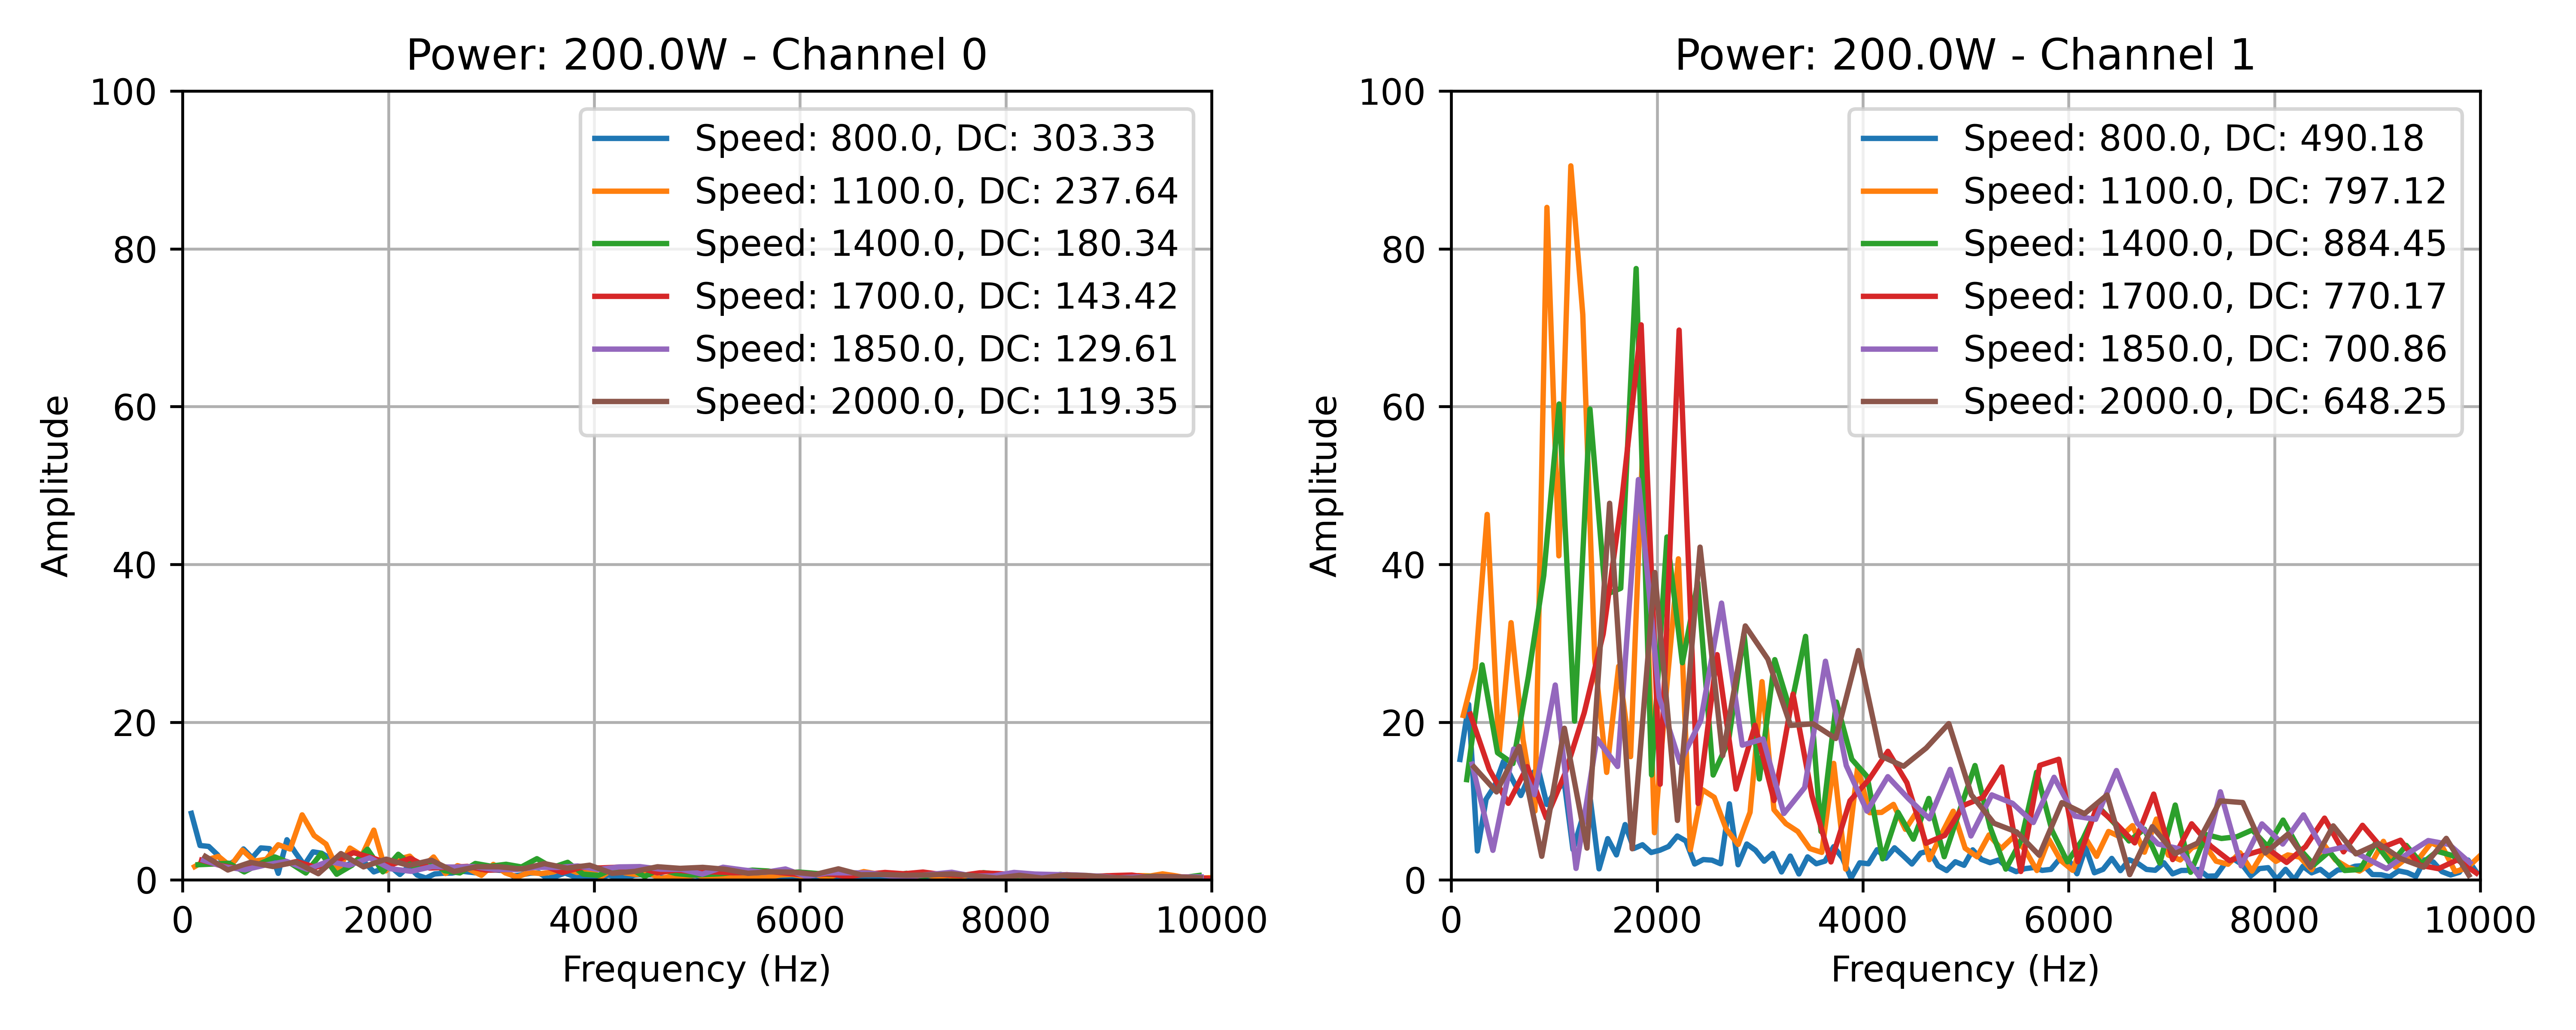 Power: 200.0W - Channel 0
100
80
60
40
20
0
Amplitude
Speed: 800.0, DC: 303.33
Speed: 1100.0, DC: 237.64
Speed: 1400.0, DC: 180.34
Speed: 1700.0, DC: 143.42
Speed: 1850.0, DC: 129.61
Speed: 2000.0, DC: 119.35
0 2000 4000 6000 8000 10000
Frequency (Hz)
Power: 200.0W - Channel 1
100
80
60
40
20
0
Amplitude
Speed: 800.0, DC: 490.18
Speed: 1100.0, DC: 797.12
Speed: 1400.0, DC: 884.45
Speed: 1700.0, DC: 770.17
Speed: 1850.0, DC: 700.86
Speed: 2000.0, DC: 648.25
0 2000 4000 6000 8000 10000
Frequency (Hz)